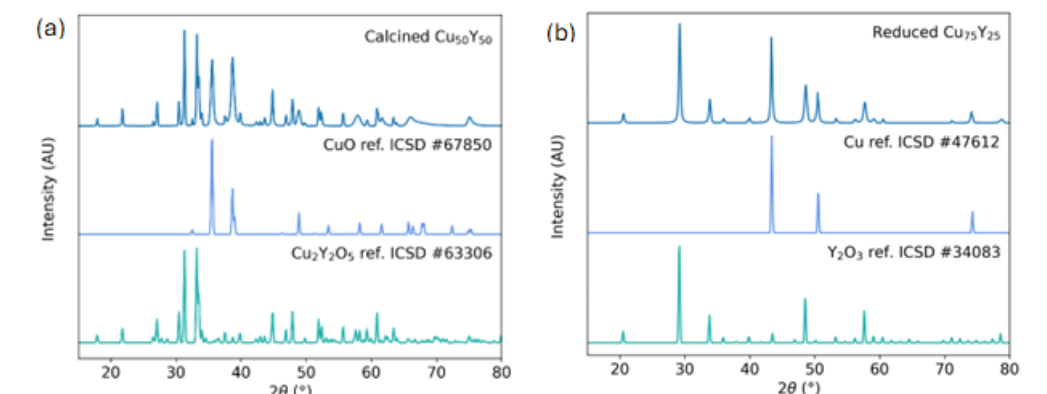 (a)
Calcined Cu₅₀Y₅₀
CuO ref. ICSD #67850
Cu₂Y₂O₅ ref. ICSD #63306
Intensity (AU)
20 30 40 50 60 70 80
2θ (°)
(b)
Reduced Cu₇₅Y₂₅
Cu ref. ICSD #47612
Y₂O₃ ref. ICSD #34083
Intensity (AU)
20 30 40 50 60 70 80
2θ (°)